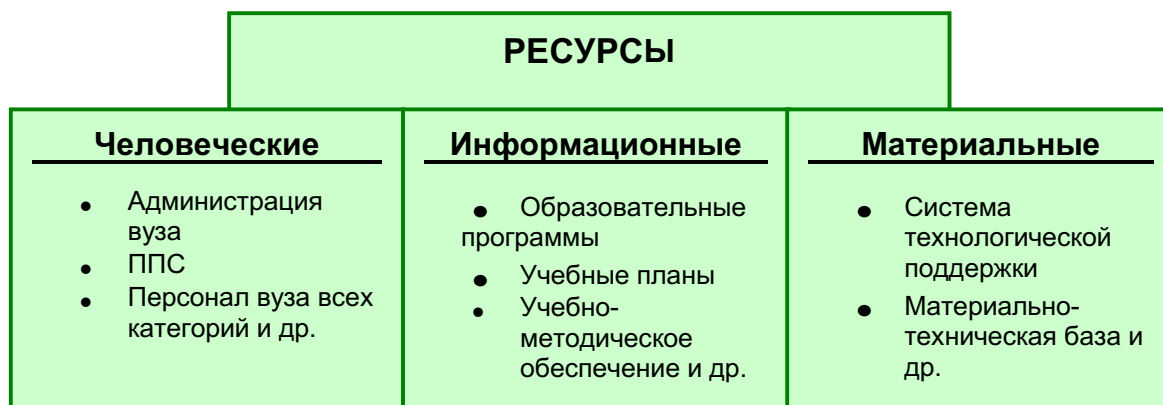 РЕСУРСЫ
Человеческие
• Администрация
вуза
• ППС
• Персонал вуза всех
категорий и др.
Информационные
• Образовательные
программы
• Учебные планы
• Учебно-
методическое
обеспечение и др.
Материальные
• Система
технологической
поддержки
• Материально-
техническая база и
др.